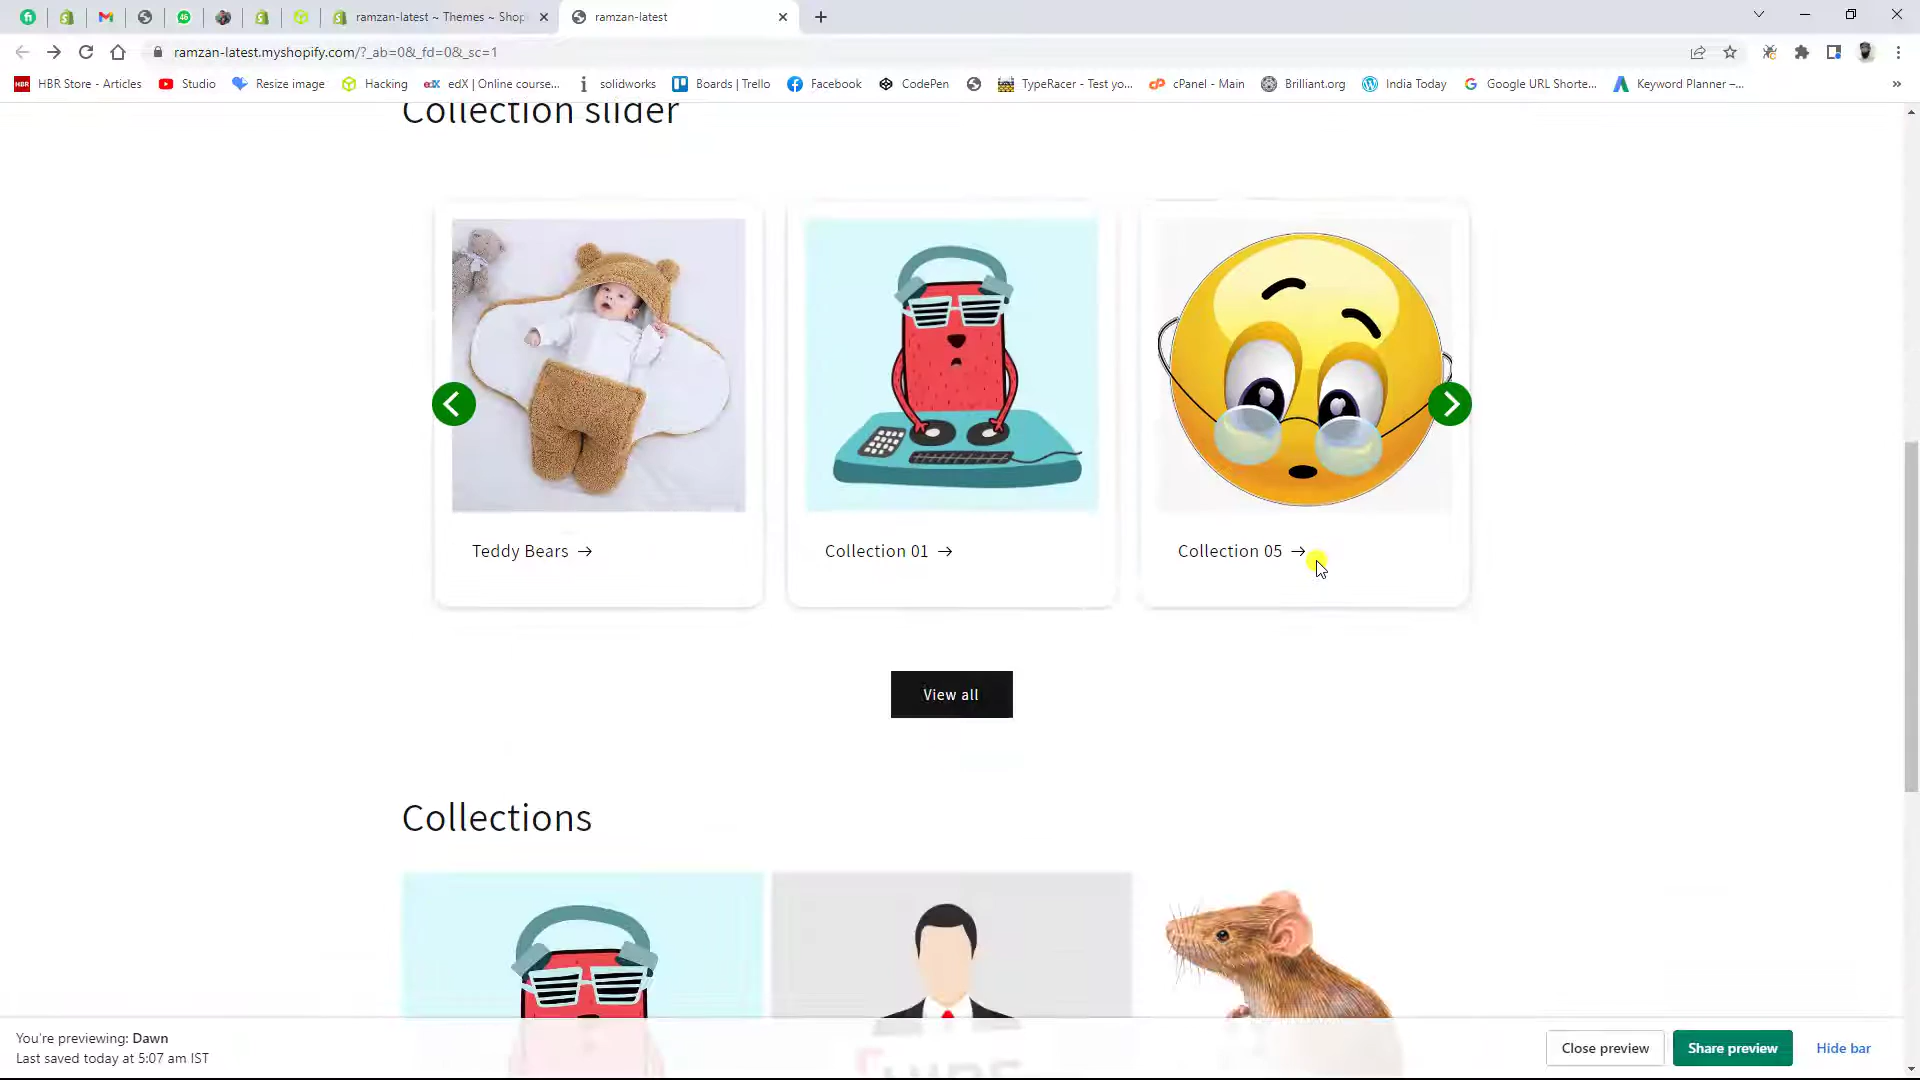 46
ramzan-latest ~ Themes ~ Shop
ramzan-latest
ramzan-latest.myshopify.com/?_ab=0&_fd=0&_sc=1
HBR
HBR Store - Articles
Studio
Resize image
Hacking
edX
edX | Online course...
solidworks
Boards | Trello
Facebook
CodePen
TypeRacer - Test yo...
cPanel - Main
Brilliant.org
India Today
Google URL Shorte...
Keyword Planner –...
»
Collection slider
Teddy Bears →
Collection 01 →
Collection 05 →
View all
Collections
You're previewing: Dawn
Last saved today at 5:07 am IST
Close preview
Share preview
Hide bar